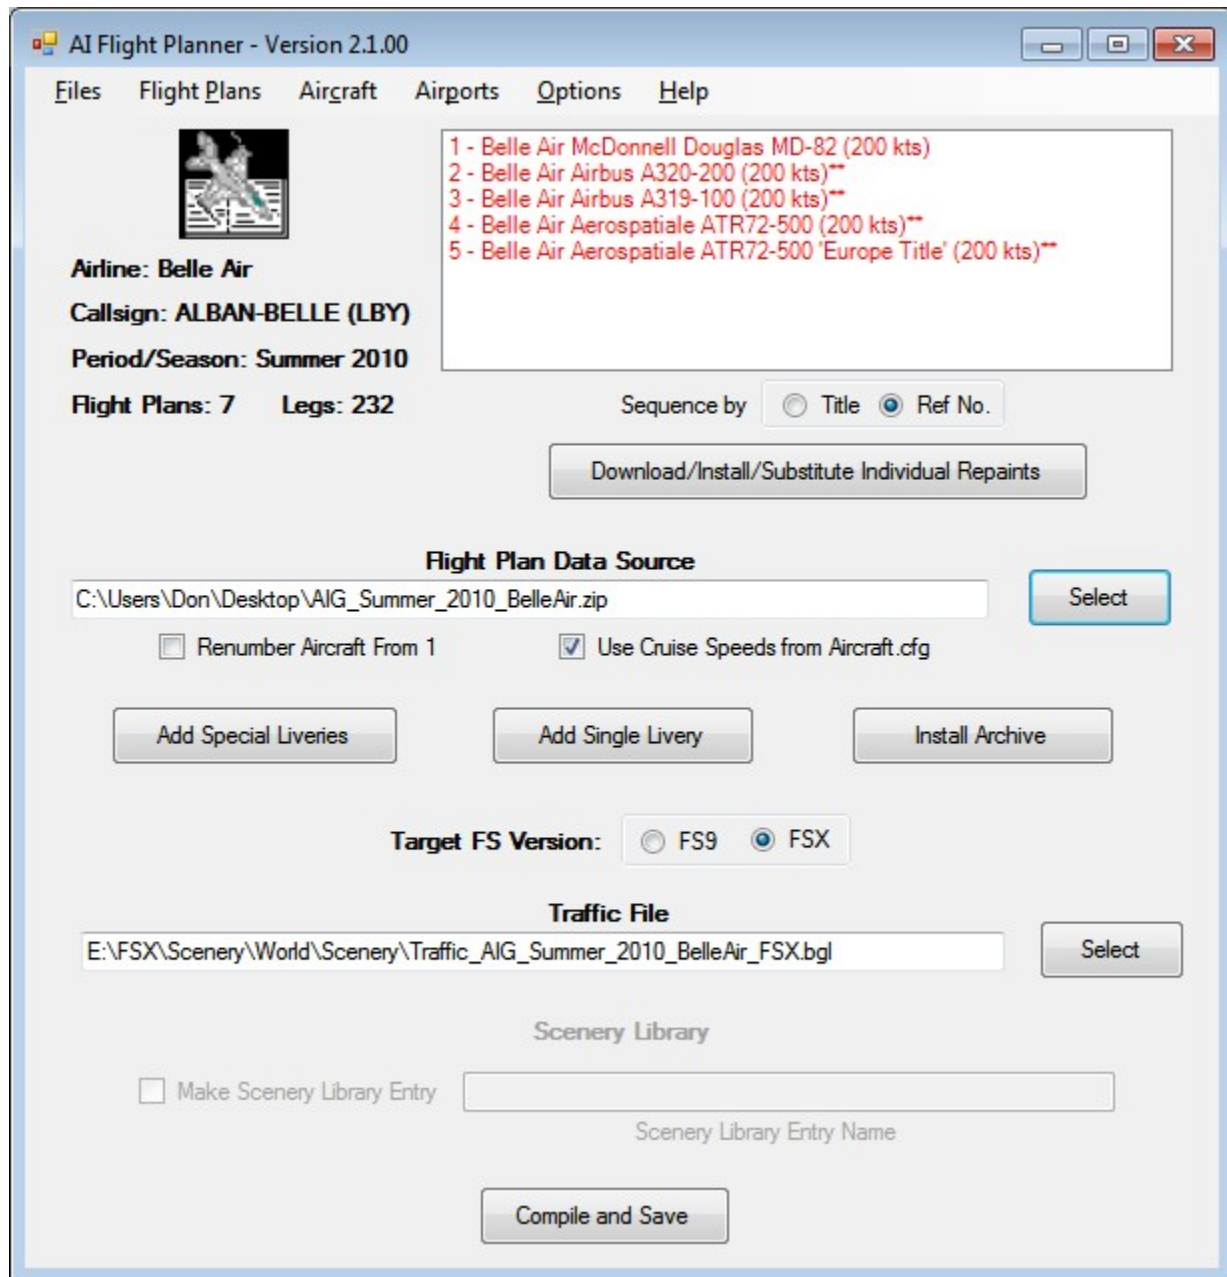 AI Flight Planner - Version 2.1.00
Files Flight Plans Aircraft Airports Options Help
1 - Belle Air McDonnell Douglas MD-82 (200 kts)
2 - Belle Air Airbus A320-200 (200 kts)**
3 - Belle Air Airbus A319-100 (200 kts)**
4 - Belle Air Aerospatiale ATR72-500 (200 kts)**
5 - Belle Air Aerospatiale ATR72-500 'Europe Title' (200 kts)**
Airline: Belle Air
Callsign: ALBAN-BELLE (LBY)
Period/Season: Summer 2010
Flight Plans: 7 Legs: 232
Sequence by Title Ref No.
Download/Install/Substitute Individual Repaints
Flight Plan Data Source
C:\Users\Don\Desktop\AIG_Summer_2010_BelleAir.zip Select
Renumber Aircraft From 1 Use Cruise Speeds from Aircraft.cfg
Add Special Liveries Add Single Livery Install Archive
Target FS Version: FS9 FSX
Traffic File
E:\FSX\Scenery\World\Scenery\Traffic_AIG_Summer_2010_BelleAir_FSX.bgl Select
Scenery Library
Make Scenery Library Entry
Scenery Library Entry Name
Compile and Save